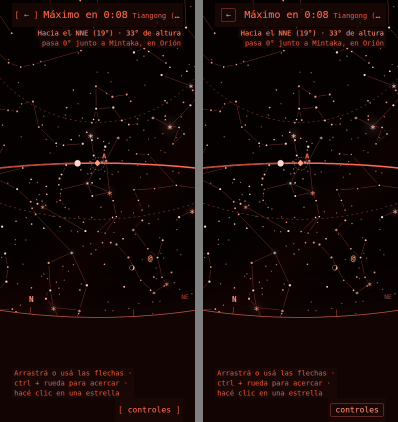 [ ← ] Máximo en 0:08 Tiangong (…
Hacia el NNE (19°) · 33° de altura
pasa 0° junto a Mintaka, en Orión
A
@
NE
N
Arrastrá o usá las flechas ·
ctrl + rueda para acercar ·
hacé clic en una estrella
[ controles ]
← Máximo en 0:08 Tiangong (…
Hacia el NNE (19°) · 33° de altura
pasa 0° junto a Mintaka, en Orión
A
@
NE
N
Arrastrá o usá las flechas ·
ctrl + rueda para acercar ·
hacé clic en una estrella
controles